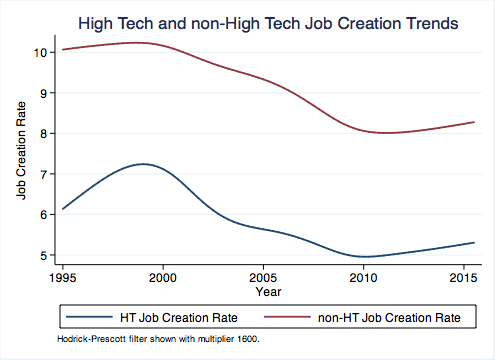 High Tech and non-High Tech Job Creation Trends
10
9
8
7
6
5
Job Creation Rate
1995 2000 2005 2010 2015
Year
HT Job Creation Rate non-HT Job Creation Rate
Hodrick-Prescott filter shown with multiplier 1600.